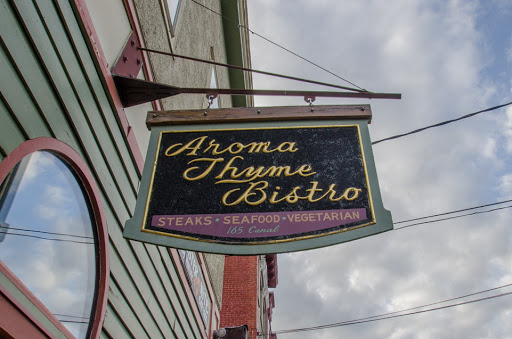 Aroma
Thyme
Bistro
STEAKS • SEAFOOD • VEGETARIAN
165 Canal